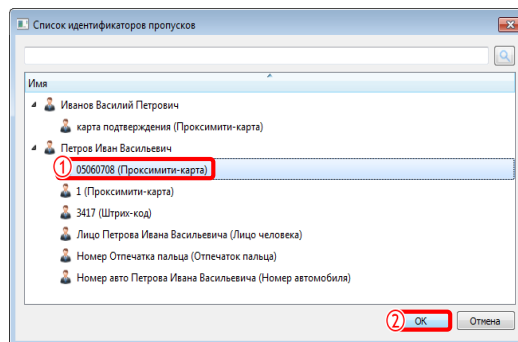 Список идентификаторов пропусков
Имя
Иванов Василий Петрович
карта подтверждения (Проксимити-карта)
Петров Иван Васильевич
1 05060708 (Проксимити-карта)
1 (Проксимити-карта)
3417 (Штрих-код)
Лицо Петрова Ивана Васильевича (Лицо человека)
Номер Отпечатка пальца (Отпечаток пальца)
Номер авто Петрова Ивана Васильевича (Номер автомобиля)
2 ОК Отмена